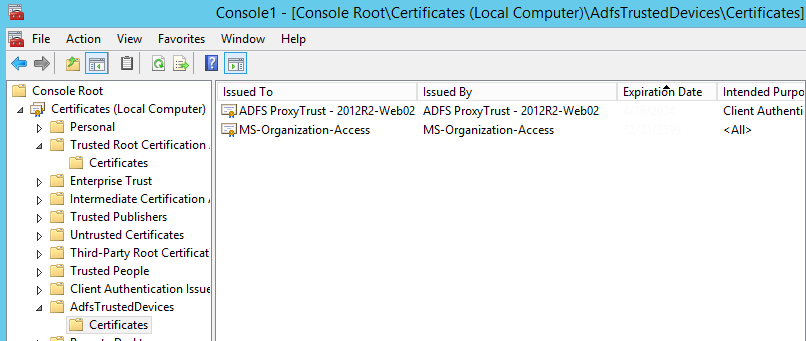 Console1 - [Console Root\Certificates (Local Computer)\AdfsTrustedDevices\Certificates]
File Action View Favorites Window Help
Console Root
Certificates (Local Computer)
Personal
Trusted Root Certification
Certificates
Enterprise Trust
Intermediate Certification
Trusted Publishers
Untrusted Certificates
Third-Party Root Certificat
Trusted People
Client Authentication Issue
AdfsTrustedDevices
Certificates
Issued To Issued By Expiration Date Intended Purpo
ADFS ProxyTrust - 2012R2-Web02 ADFS ProxyTrust - 2012R2-Web02 Client Authenti
MS-Organization-Access MS-Organization-Access <All>